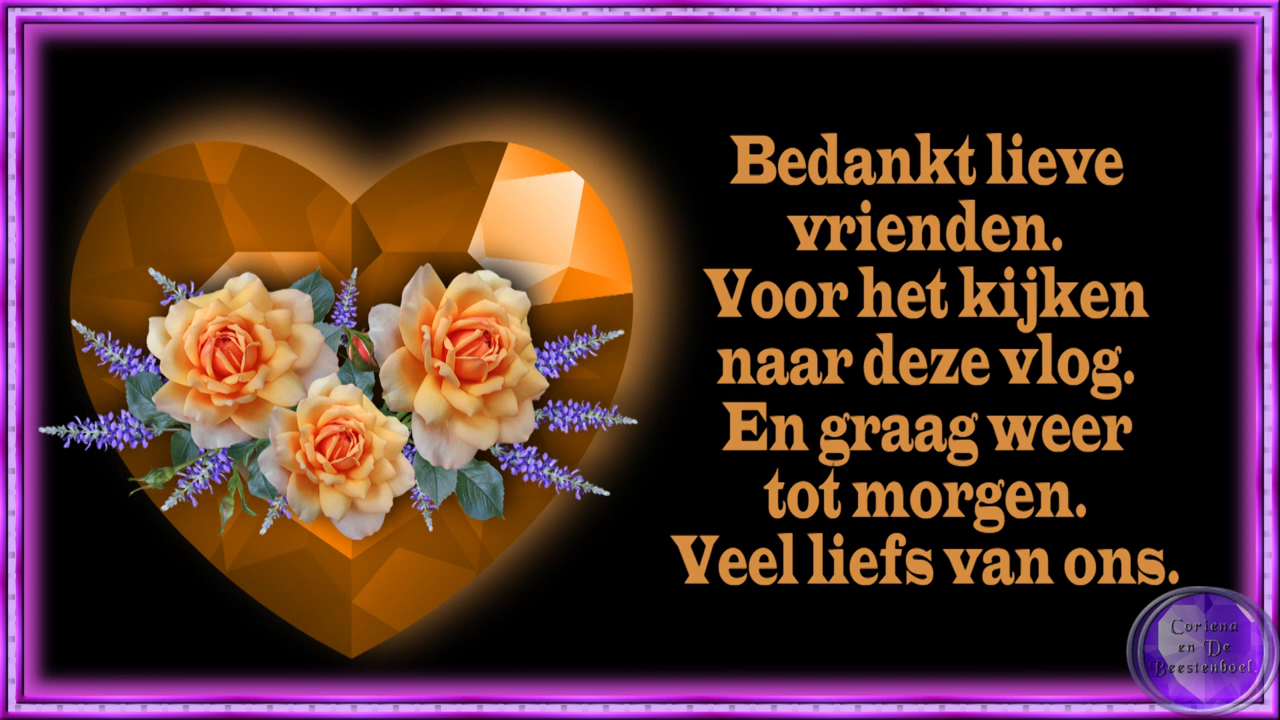 Bedankt lieve
vrienden.
Voor het kijken
naar deze vlog.
En graag weer
tot morgen.
Veel liefs van ons.
Coriena
en De
Beestenboel.